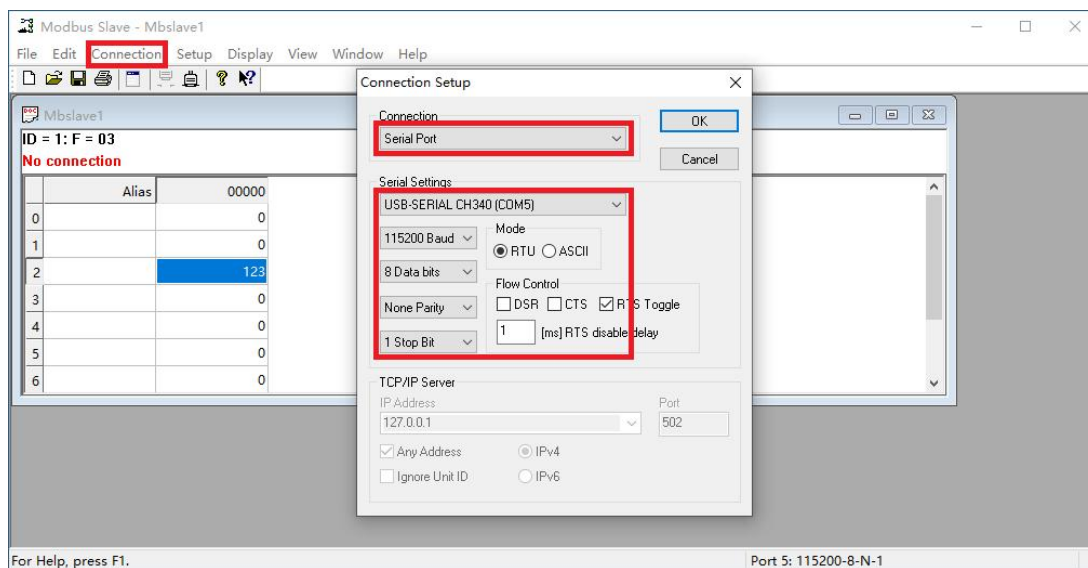 Modbus Slave - Mbslave1
File Edit Connection Setup Display View Window Help
Mbslave1
ID = 1: F = 03
No connection
Alias 00000
0 0
1 0
2 123
3 0
4 0
5 0
6 0
Connection Setup
Connection
Serial Port
OK
Cancel
Serial Settings
USB-SERIAL CH340 (COM5)
115200 Baud
Mode
RTU ASCII
8 Data bits
Flow Control
DSR CTS RTS Toggle
None Parity
1 [ms] RTS disable delay
1 Stop Bit
TCP/IP Server
IP Address Port
127.0.0.1 502
Any Address IPv4
Ignore Unit ID IPv6
For Help, press F1. Port 5: 115200-8-N-1